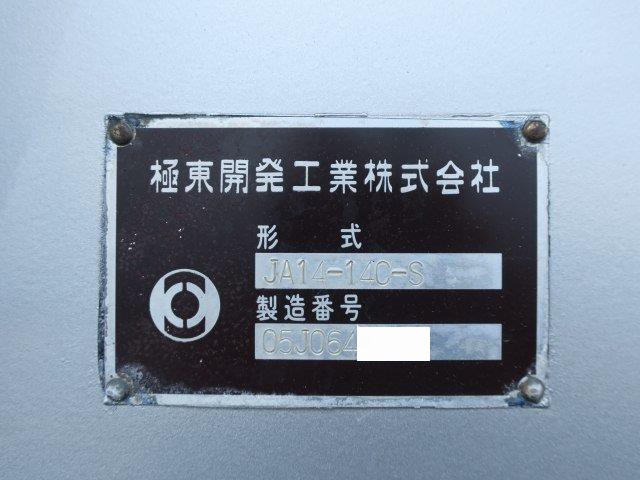 極東開発工業株式会社
形 式
JA14-14C-S
製造番号
05J064